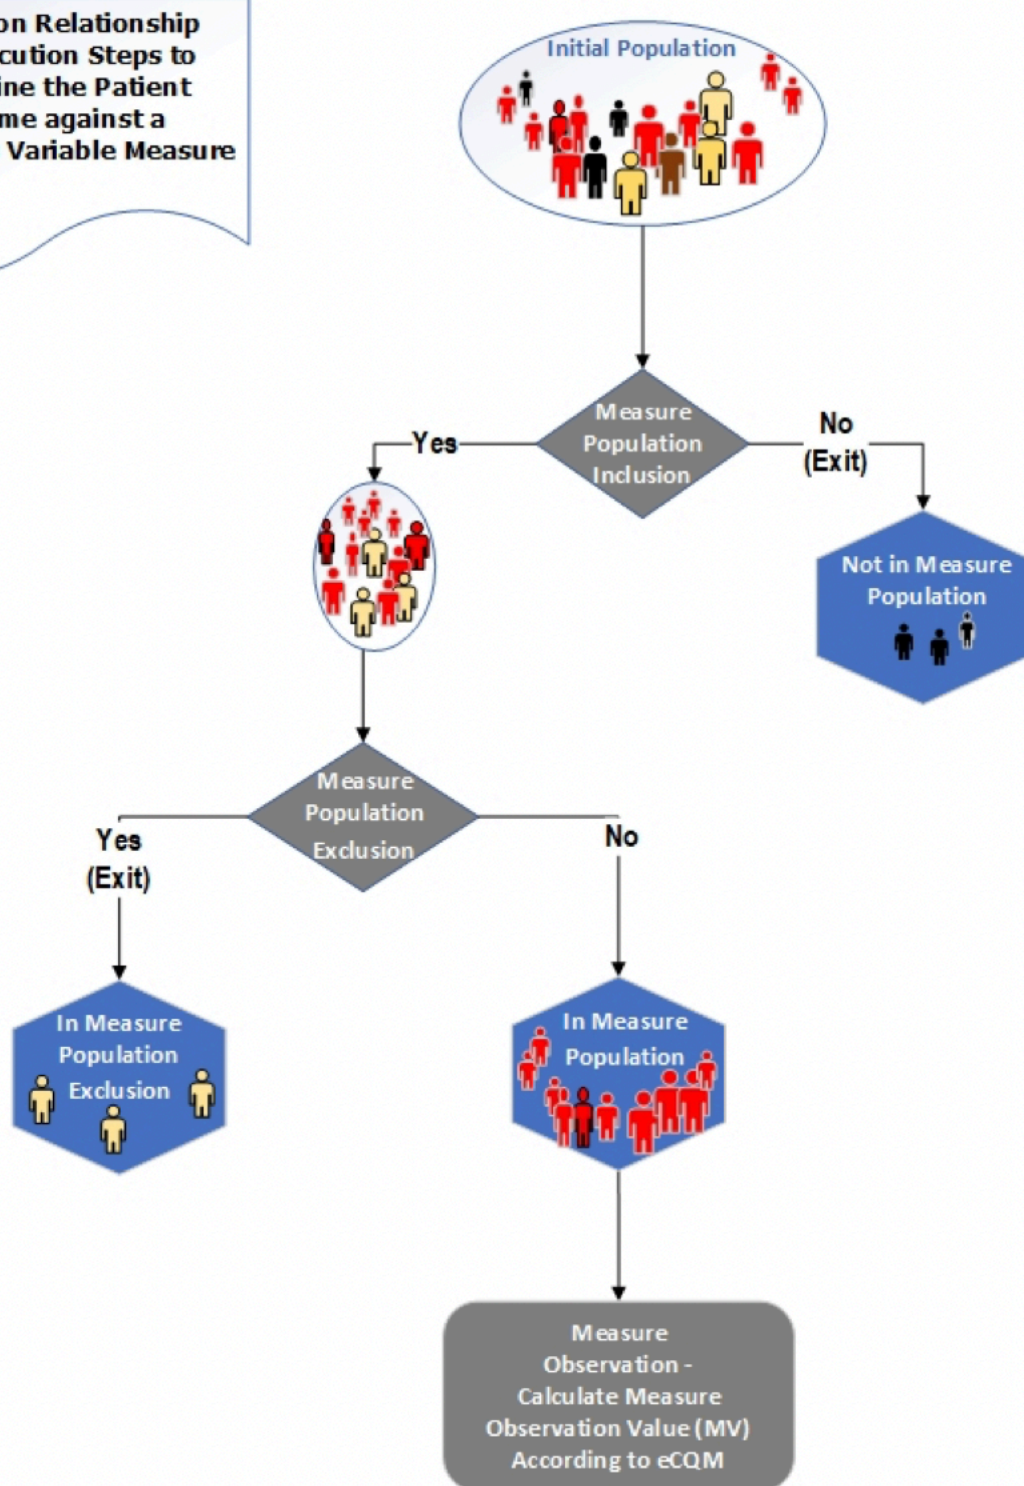 on Relationship
cution Steps to
ine the Patient
me against a
Variable Measure
Initial Population
Measure
Population
Inclusion
Yes
No
(Exit)
Not in Measure
Population
Measure
Population
Exclusion
Yes
(Exit)
No
In Measure
Population
Exclusion
In Measure
Population
Measure
Observation -
Calculate Measure
Observation Value (MV)
According to eCQM